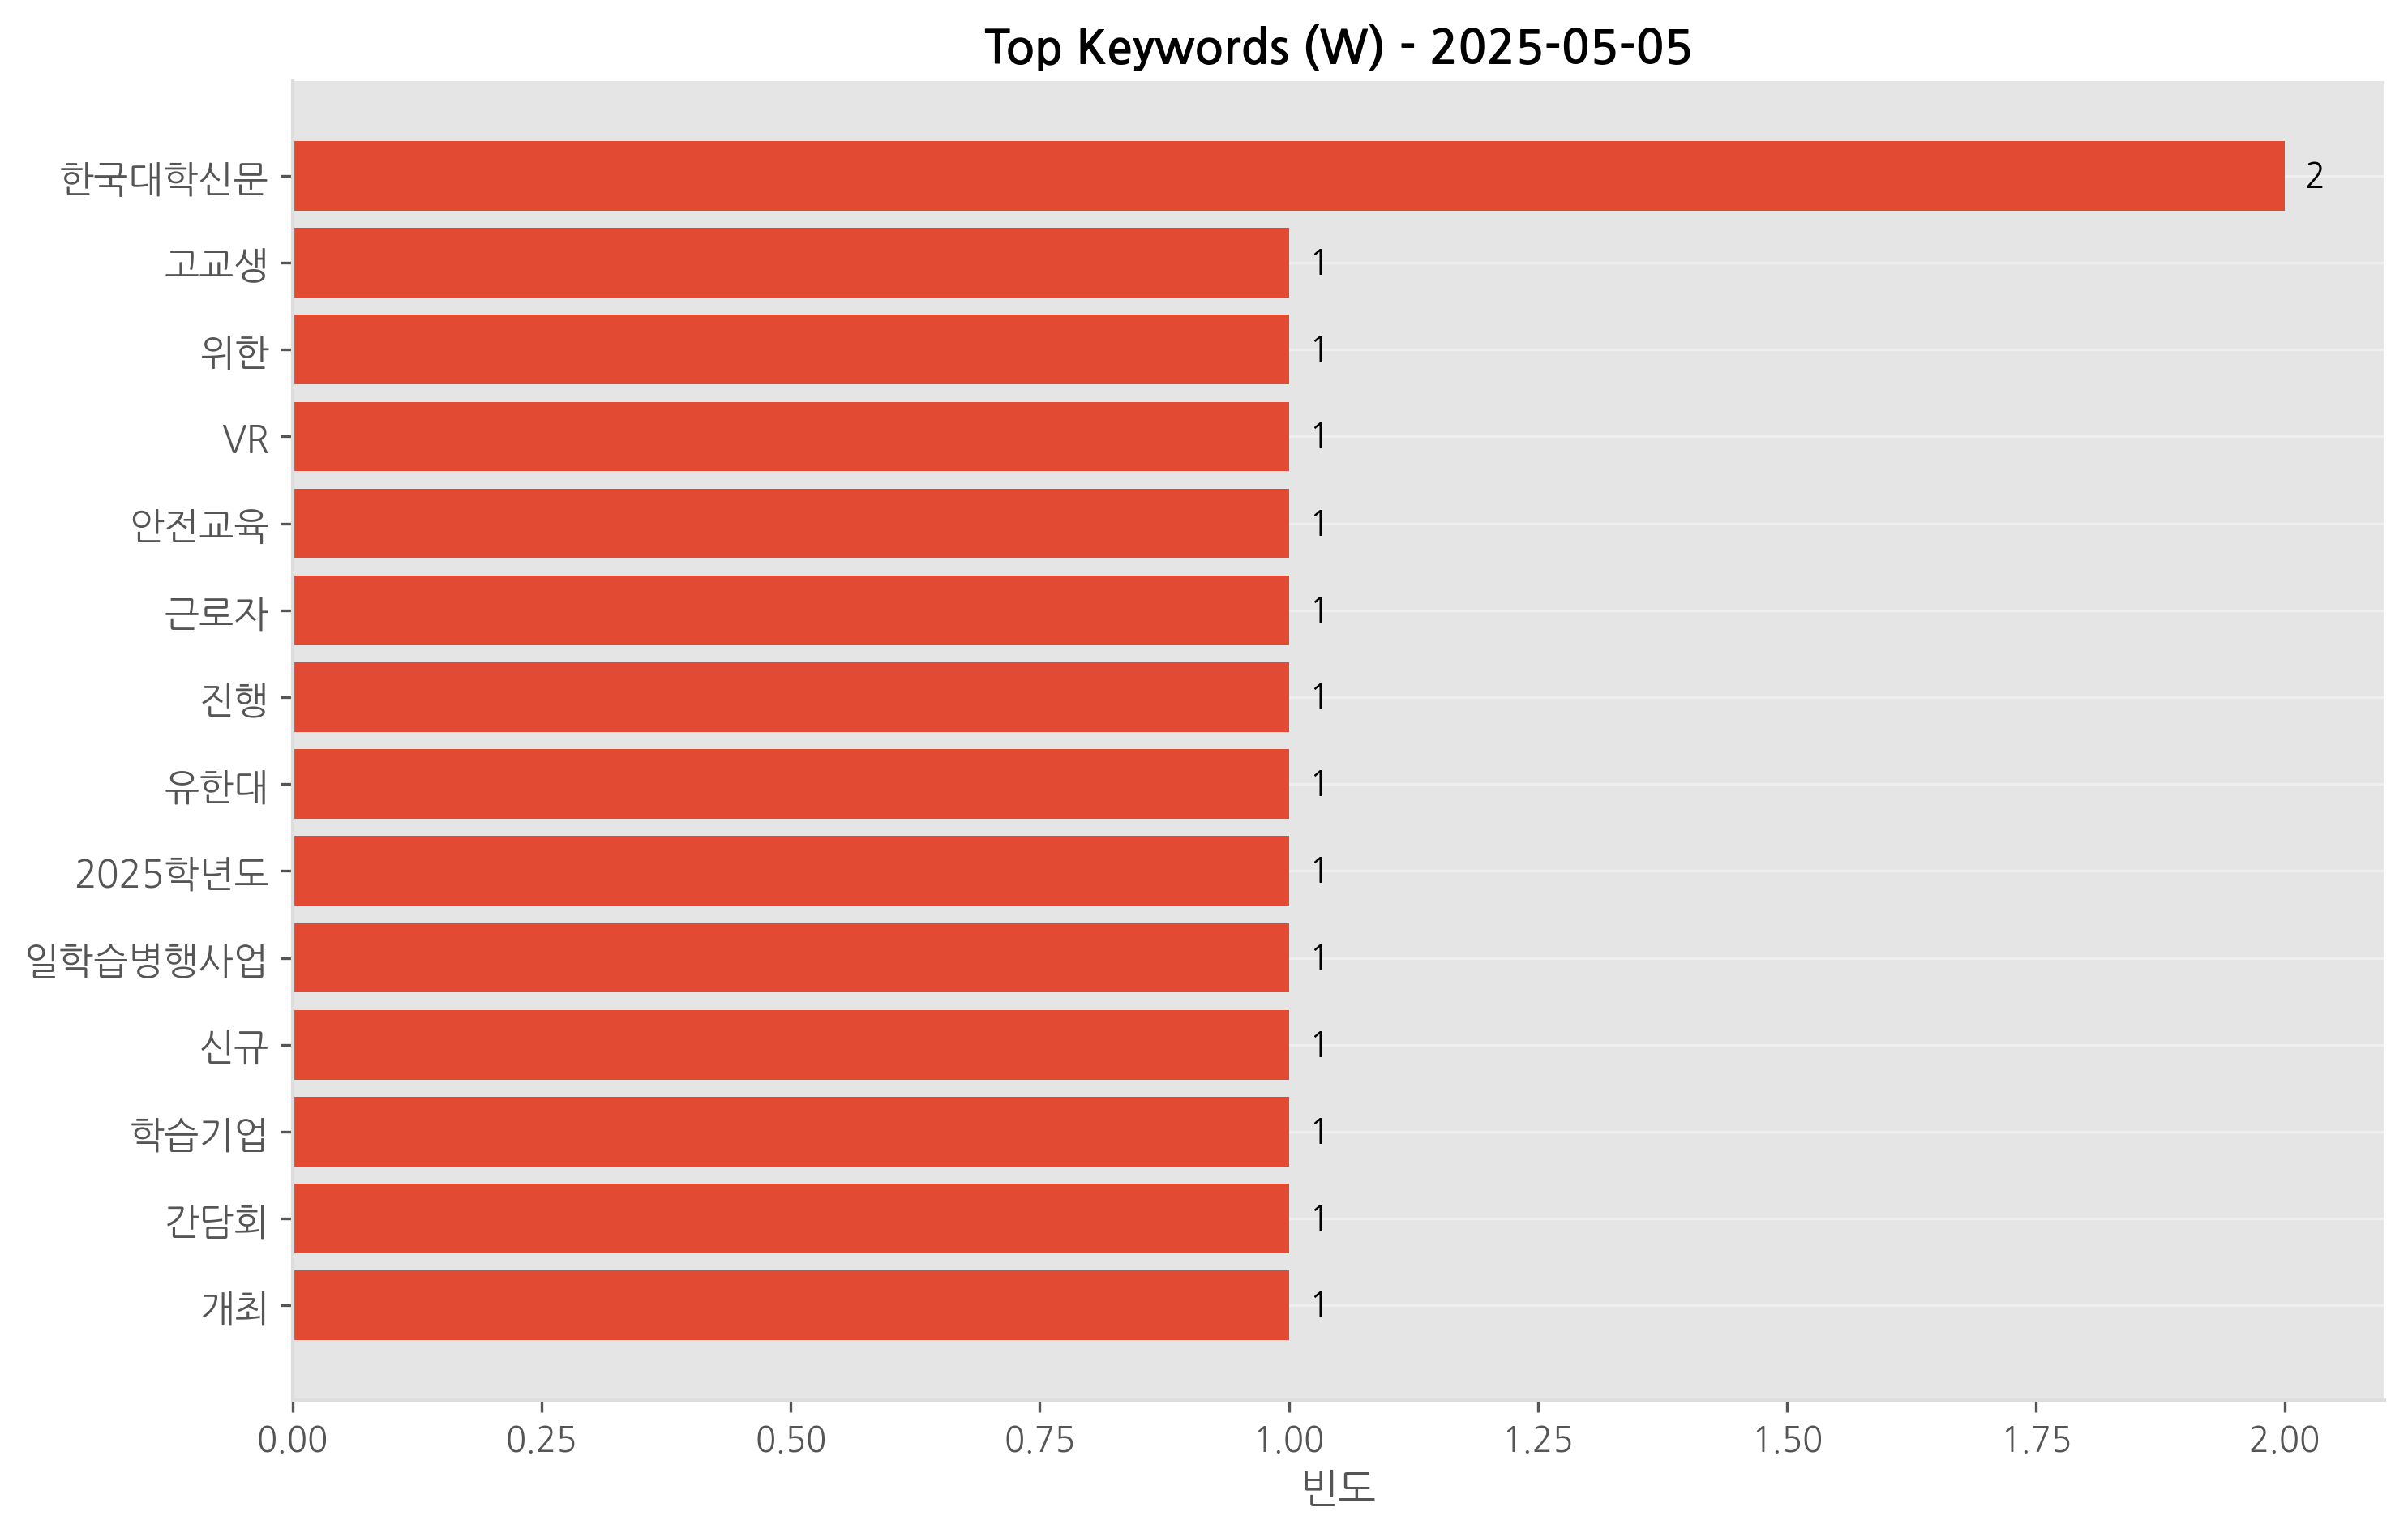 Top Keywords (W) - 2025-05-05
한국대학신문 2
고교생 1
위한 1
VR 1
안전교육 1
근로자 1
진행 1
유한대 1
2025학년도 1
일학습병행사업 1
신규 1
학습기업 1
간담회 1
개최 1
0.00 0.25 0.50 0.75 1.00 1.25 1.50 1.75 2.00
빈도